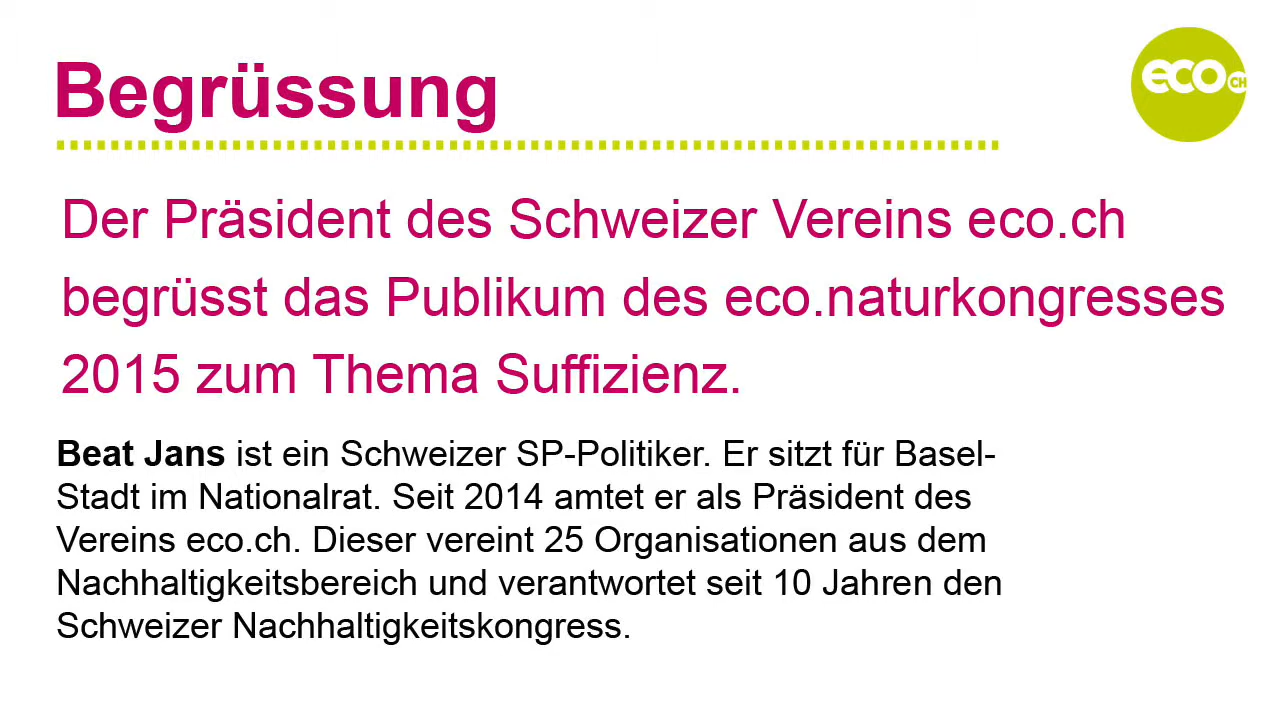 Begrüssung
eco.CH
Der Präsident des Schweizer Vereins eco.ch
begrüsst das Publikum des eco.naturkongresses
2015 zum Thema Suffizienz.
Beat Jans ist ein Schweizer SP-Politiker. Er sitzt für Basel-
Stadt im Nationalrat. Seit 2014 amtet er als Präsident des
Vereins eco.ch. Dieser vereint 25 Organisationen aus dem
Nachhaltigkeitsbereich und verantwortet seit 10 Jahren den
Schweizer Nachhaltigkeitskongress.